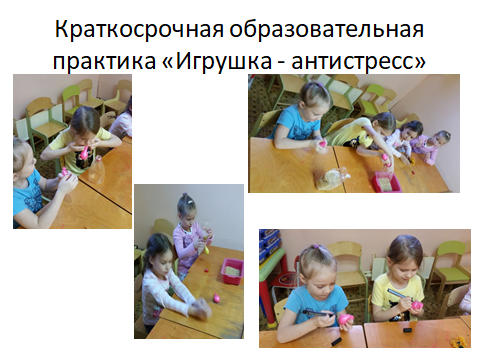 Краткосрочная образовательная
практика «Игрушка - антистресс»